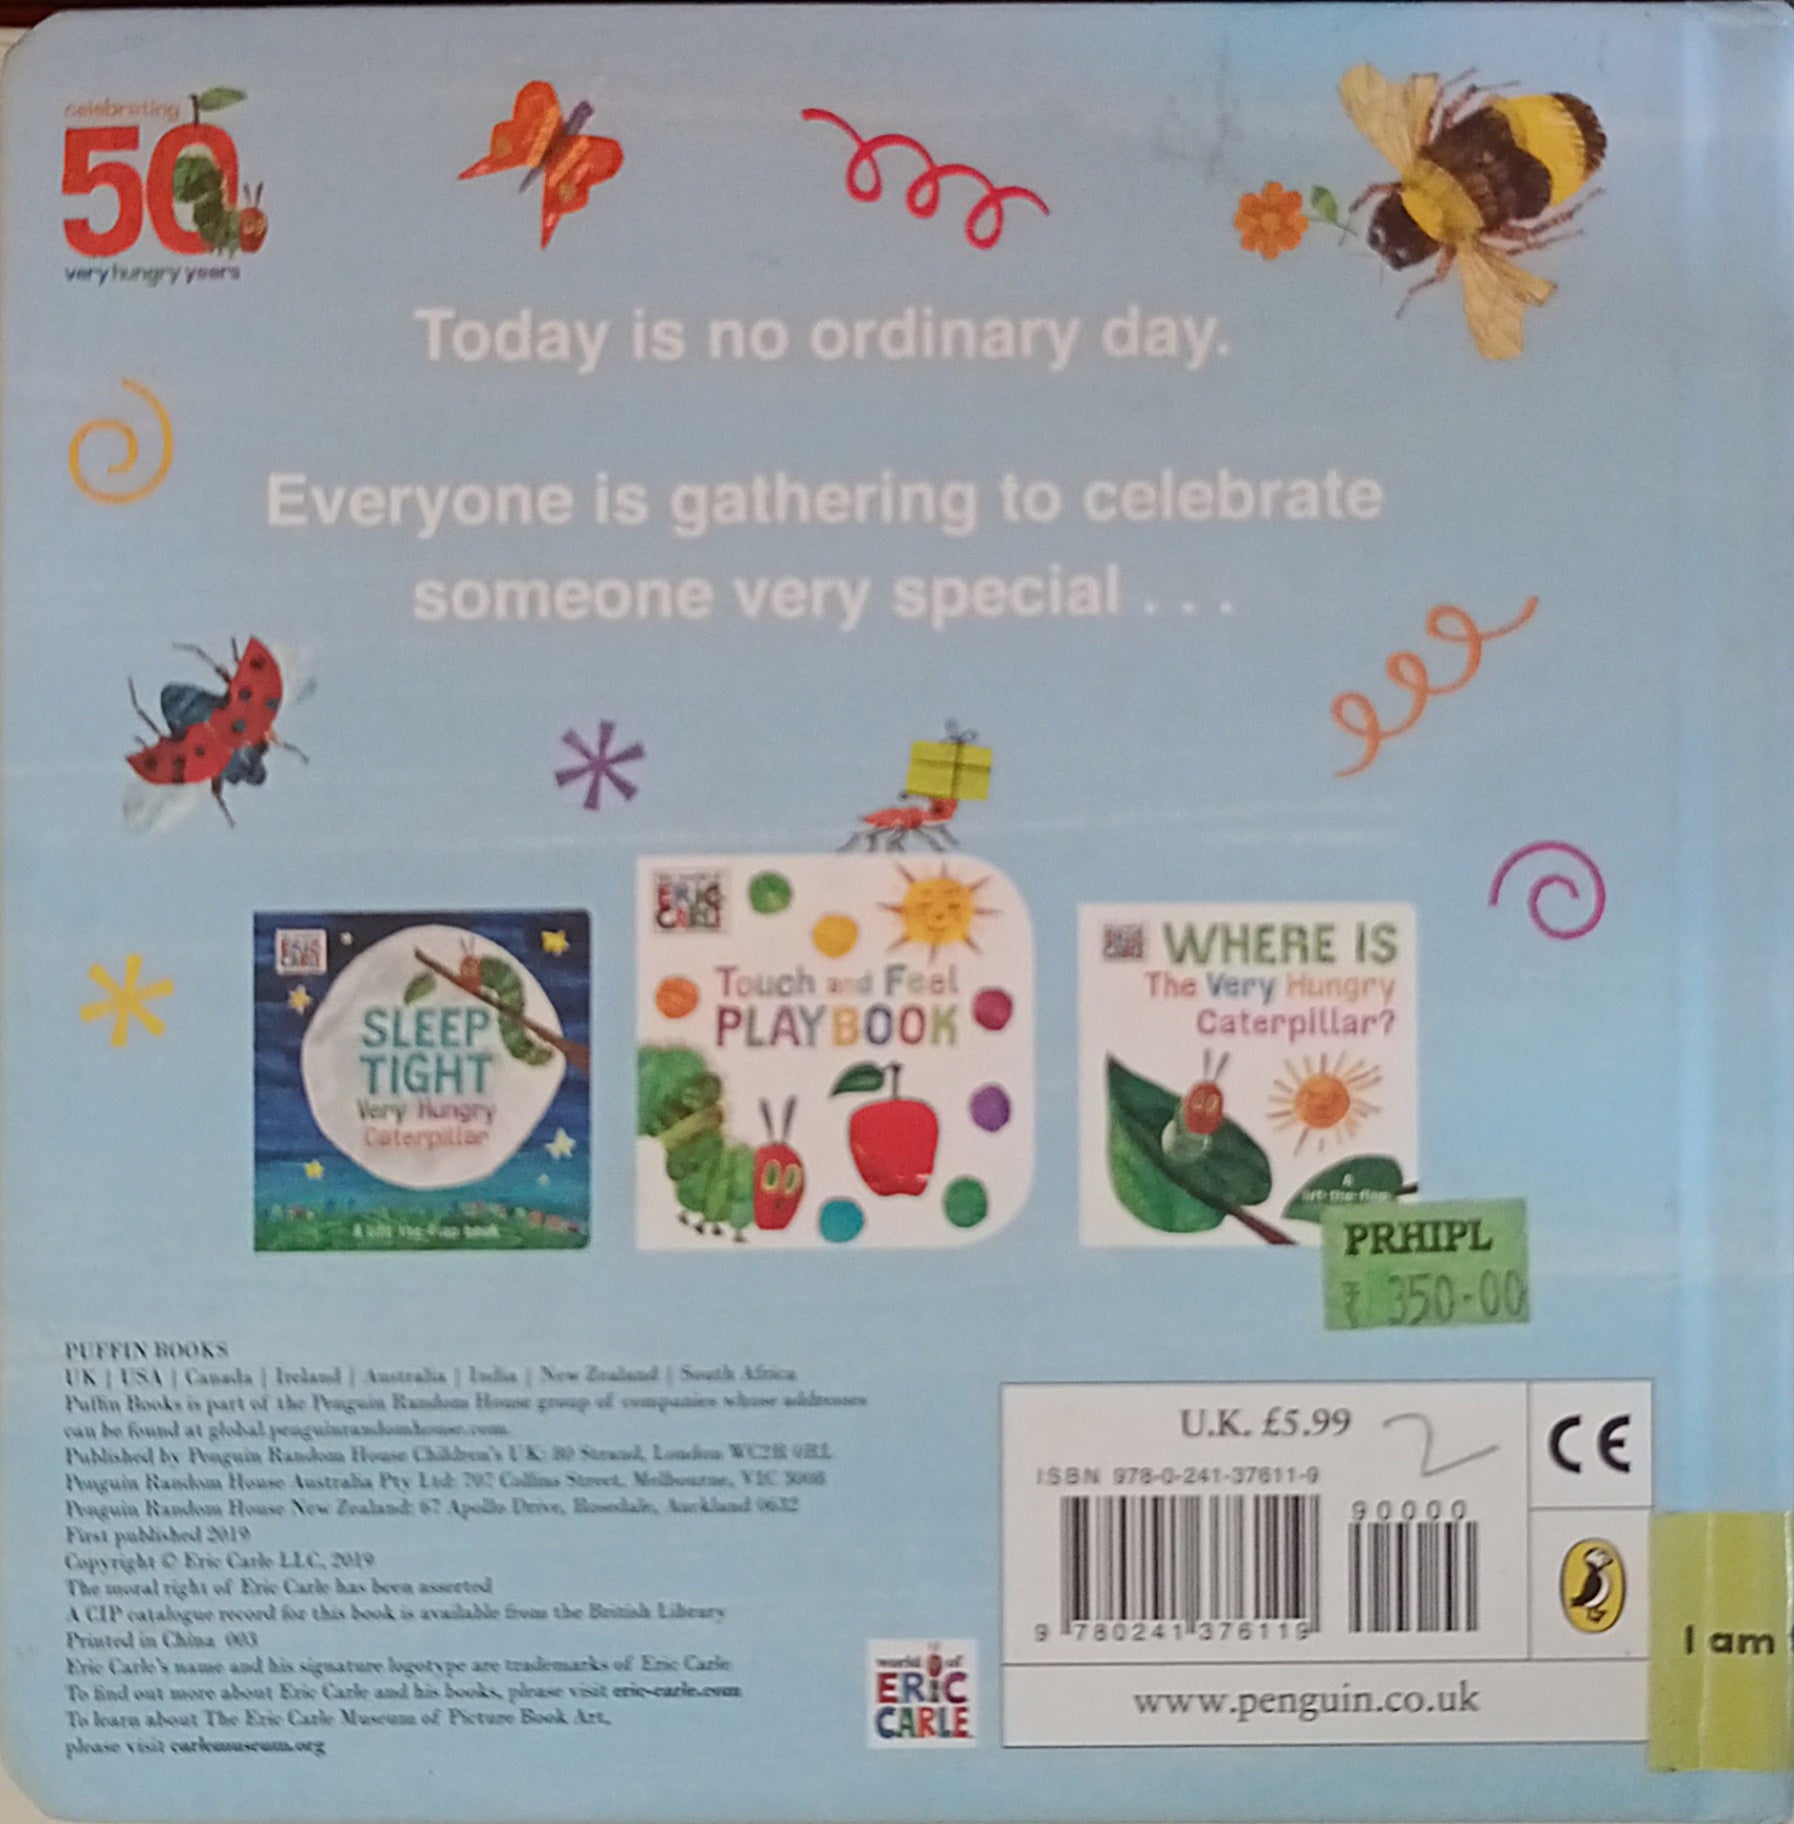 celebrating
50
very hungry years
Today is no ordinary day.
Everyone is gathering to celebrate
someone very special . . .
ERIC
CARLE
SLEEP
TIGHT
Very Hungry
Caterpillar
A lift-the-flap book
ERIC
CARLE
Touch and Feel
PLAYBOOK
ERIC
CARLE
WHERE IS
The Very Hungry
Caterpillar?
A
lift-the-flap
PRHIPL
₹ 350-00
PUFFIN BOOKS
UK | USA | Canada | Ireland | Australia | India | New Zealand | South Africa
Puffin Books is part of the Penguin Random House group of companies whose addresses
can be found at global.penguinrandomhouse.com.
Published by Penguin Random House Children's UK: 80 Strand, London WC2R 0RL
Penguin Random House Australia Pty Ltd: 707 Collins Street, Melbourne, VIC 3008
Penguin Random House New Zealand: 67 Apollo Drive, Rosedale, Auckland 0632
First published 2019
Copyright © Eric Carle LLC, 2019
The moral right of Eric Carle has been asserted
A CIP catalogue record for this book is available from the British Library
Printed in China 003
Eric Carle's name and his signature logotype are trademarks of Eric Carle
To find out more about Eric Carle and his books, please visit eric-carle.com
To learn about The Eric Carle Museum of Picture Book Art,
please visit carlemuseum.org
world of
ERIC
CARLE
U.K. £5.99
2
ISBN 978-0-241-37611-9
90000
9 780241 376119
CE
www.penguin.co.uk
I am